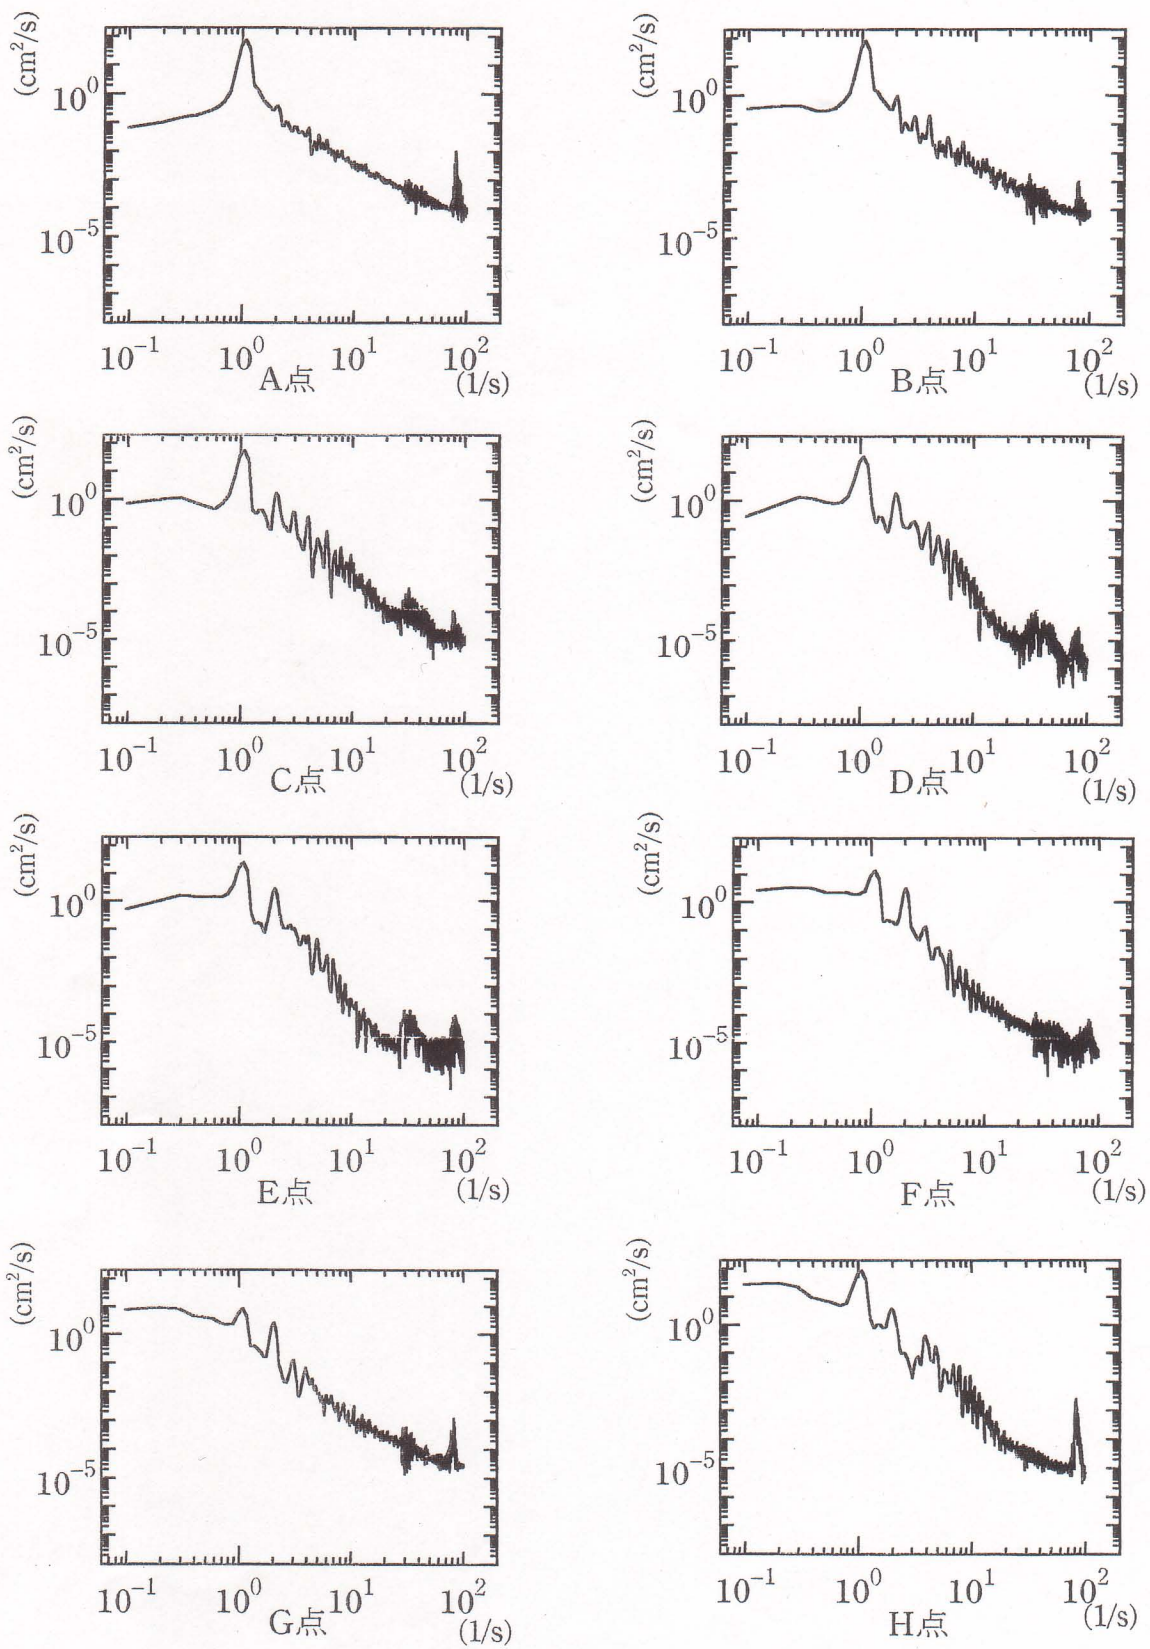 (cm²/s) (cm²/s)
10⁰ 10⁰
10⁻⁵ 10⁻⁵
10⁻¹ 10⁰ 10¹ 10² 10⁻¹ 10⁰ 10¹ 10²
A点 (1/s) B点 (1/s)
(cm²/s) (cm²/s)
10⁰ 10⁰
10⁻⁵ 10⁻⁵
10⁻¹ 10⁰ 10¹ 10² 10⁻¹ 10⁰ 10¹ 10²
C点 (1/s) D点 (1/s)
(cm²/s) (cm²/s)
10⁰ 10⁰
10⁻⁵ 10⁻⁵
10⁻¹ 10⁰ 10¹ 10² 10⁻¹ 10⁰ 10¹ 10²
E点 (1/s) F点 (1/s)
(cm²/s) (cm²/s)
10⁰ 10⁰
10⁻⁵ 10⁻⁵
10⁻¹ 10⁰ 10¹ 10² 10⁻¹ 10⁰ 10¹ 10²
G点 (1/s) H点 (1/s)